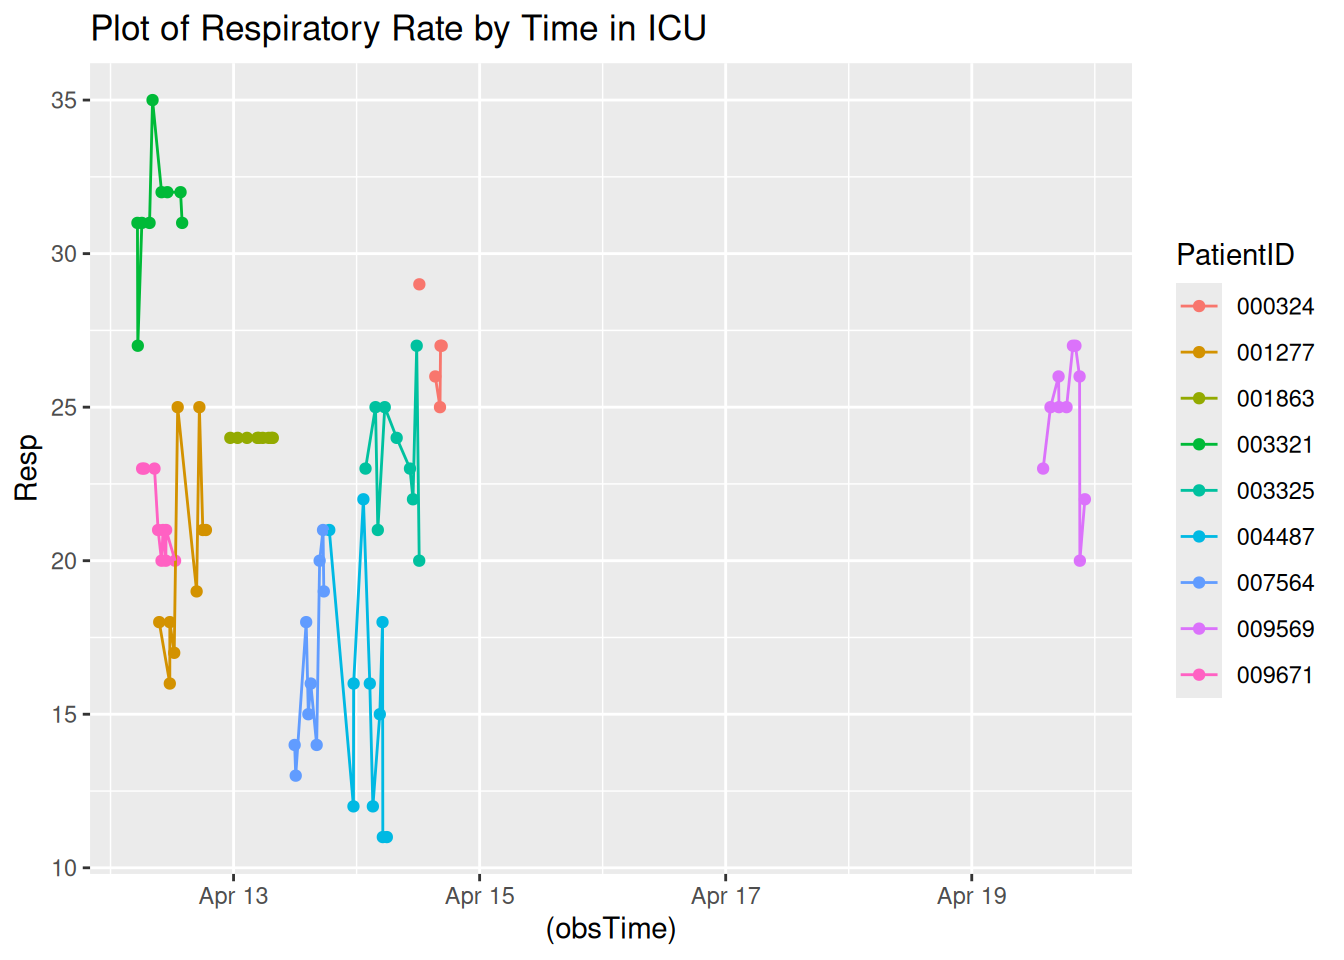 Plot of Respiratory Rate by Time in ICU
35
30
25
20
15
10
Resp
Apr 13
Apr 15
Apr 17
Apr 19
(obsTime)
PatientID
000324
001277
001863
003321
003325
004487
007564
009569
009671